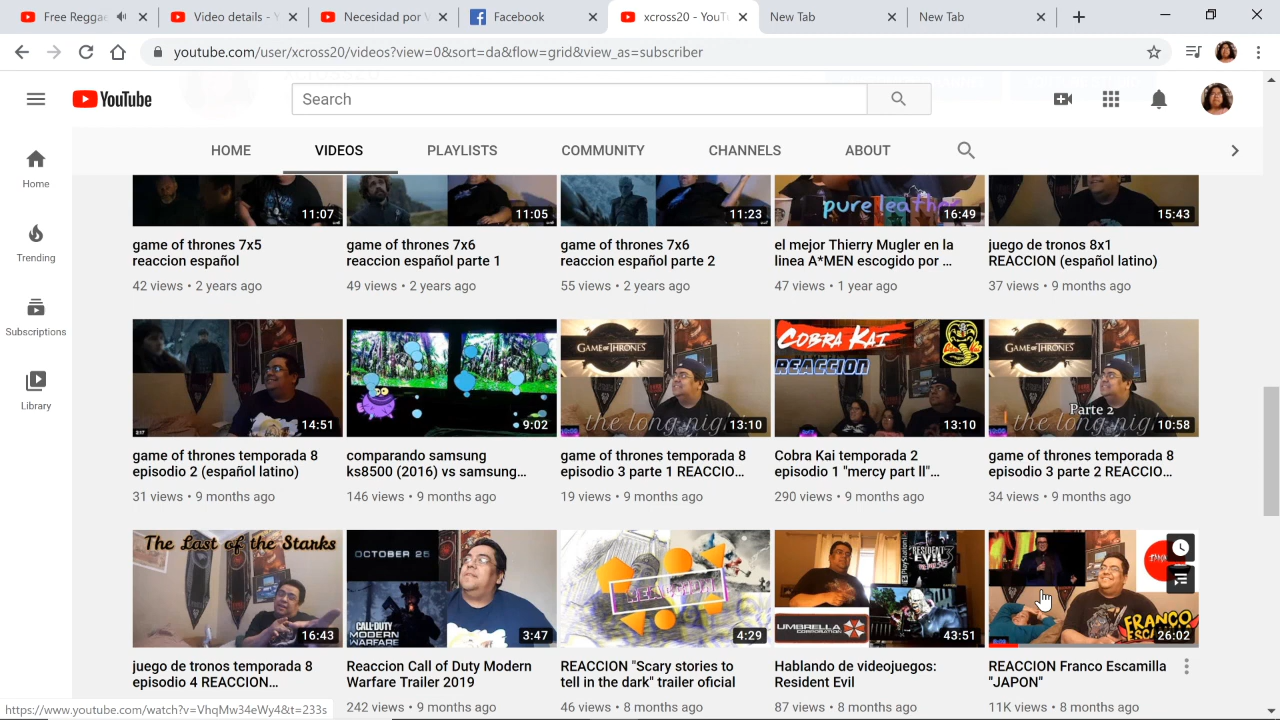 Free Reggae
Video details - Y
Necesidad por V
Facebook
xcross20 - YouTu
New Tab
New Tab
youtube.com/user/xcross20/videos?view=0&sort=da&flow=grid&view_as=subscriber
YouTube
Search
HOME
VIDEOS
PLAYLISTS
COMMUNITY
CHANNELS
ABOUT
Home
Trending
Subscriptions
Library
11:07
11:05
11:23
pure leather
16:49
15:43
game of thrones 7x5
reaccion español
42 views • 2 years ago
game of thrones 7x6
reaccion español parte 1
49 views • 2 years ago
game of thrones 7x6
reaccion español parte 2
55 views • 2 years ago
el mejor Thierry Mugler en la
linea A*MEN escogido por ...
47 views • 1 year ago
juego de tronos 8x1
REACCION (español latino)
37 views • 9 months ago
14:51
9:02
GAME OF THRONES
the long nig
13:10
COBRA KAI
REACCION
13:10
GAME OF THRONES
Parte 2
the long nig
10:58
game of thrones temporada 8
episodio 2 (español latino)
31 views • 9 months ago
comparando samsung
ks8500 (2016) vs samsung...
146 views • 9 months ago
game of thrones temporada 8
episodio 3 parte 1 REACCIO...
19 views • 9 months ago
Cobra Kai temporada 2
episodio 1 "mercy part ll"...
290 views • 9 months ago
game of thrones temporada 8
episodio 3 parte 2 REACCIO...
34 views • 9 months ago
The Last of the Starks
16:43
OCTOBER 25
CALL·DUTY
MODERN
WARFARE
3:47
REACCION
4:29
RESIDENT
EVIL
UMBRELLA
CORPORATION
43:51
FRANCO
26:02
juego de tronos temporada 8
episodio 4 REACCION...
Reaccion Call of Duty Modern
Warfare Trailer 2019
242 views • 9 months ago
REACCION "Scary stories to
tell in the dark" trailer oficial
46 views • 8 months ago
Hablando de videojuegos:
Resident Evil
87 views • 8 months ago
REACCION Franco Escamilla
"JAPON"
11K views • 8 months ago
https://www.youtube.com/watch?v=VhqMw34eWy4&t=233s